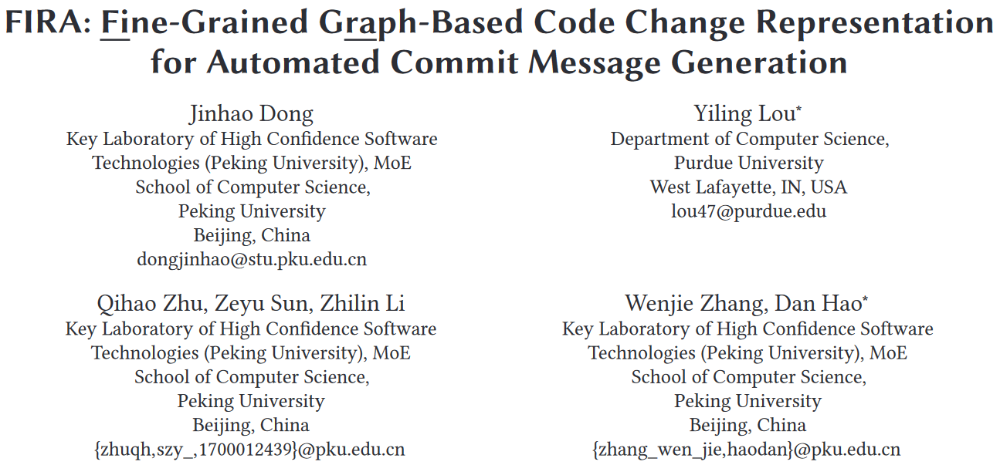 FIRA: Fine-Grained Graph-Based Code Change Representation
for Automated Commit Message Generation
Jinhao Dong
Key Laboratory of High Confidence Software
Technologies (Peking University), MoE
School of Computer Science,
Peking University
Beijing, China
dongjinhao@stu.pku.edu.cn
Yiling Lou*
Department of Computer Science,
Purdue University
West Lafayette, IN, USA
lou47@purdue.edu
Qihao Zhu, Zeyu Sun, Zhilin Li
Key Laboratory of High Confidence Software
Technologies (Peking University), MoE
School of Computer Science,
Peking University
Beijing, China
{zhuqh,szy_,1700012439}@pku.edu.cn
Wenjie Zhang, Dan Hao*
Key Laboratory of High Confidence Software
Technologies (Peking University), MoE
School of Computer Science,
Peking University
Beijing, China
{zhang_wen_jie,haodan}@pku.edu.cn